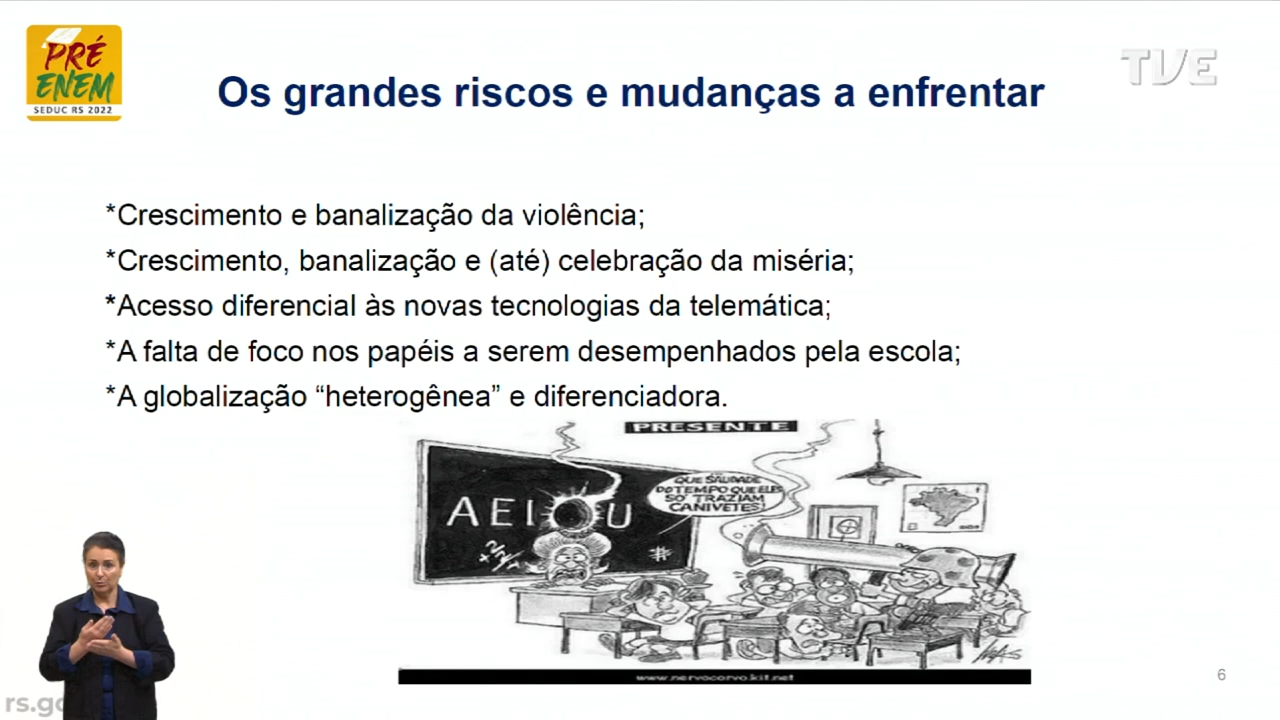 PRÉ
ENEM
SEDUC RS 2022
TVE
Os grandes riscos e mudanças a enfrentar
*Crescimento e banalização da violência;
*Crescimento, banalização e (até) celebração da miséria;
*Acesso diferencial às novas tecnologias da telemática;
*A falta de foco nos papéis a serem desempenhados pela escola;
*A globalização “heterogênea” e diferenciadora.
PRESENTE
QUE SAUDADE
DO TEMPO QUE ELES
SÓ TRAZIAM
CANIVETES!
A E I O U
www.nervocorvo.kit.net
6
rs.go